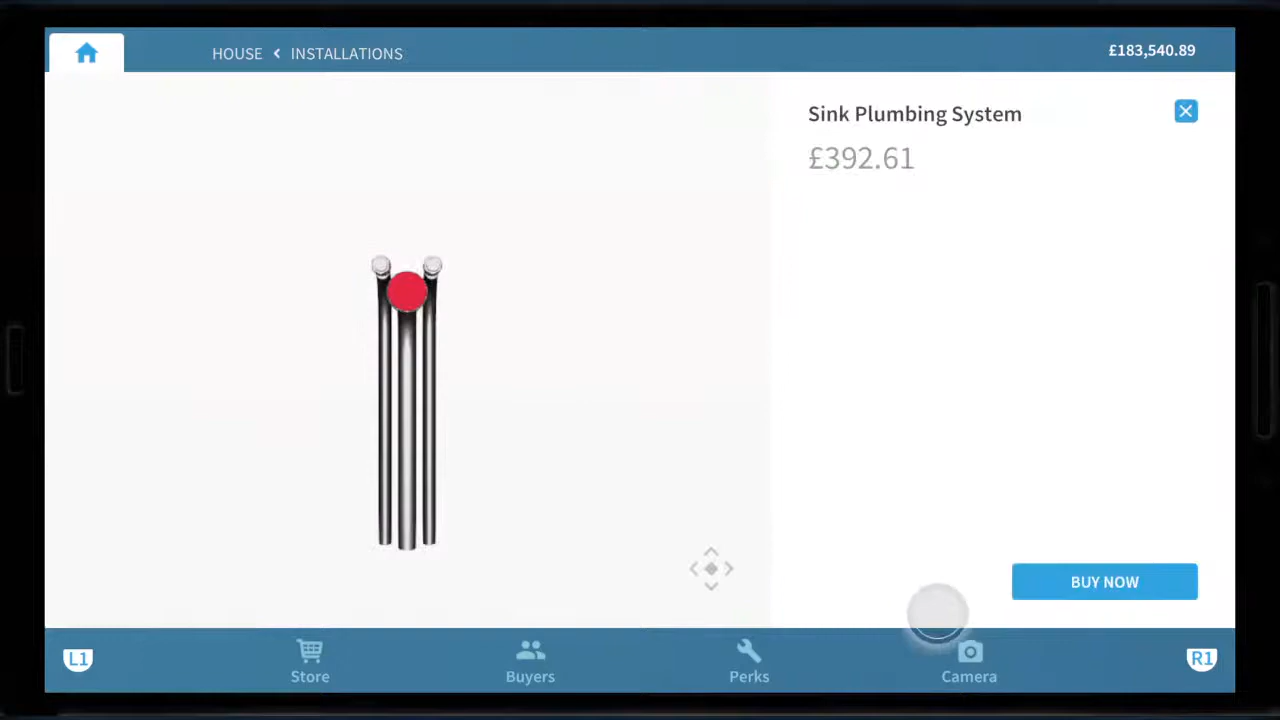 HOUSE < INSTALLATIONS
£183,540.89
Sink Plumbing System
£392.61
BUY NOW
L1
Store
Buyers
Perks
Camera
R1